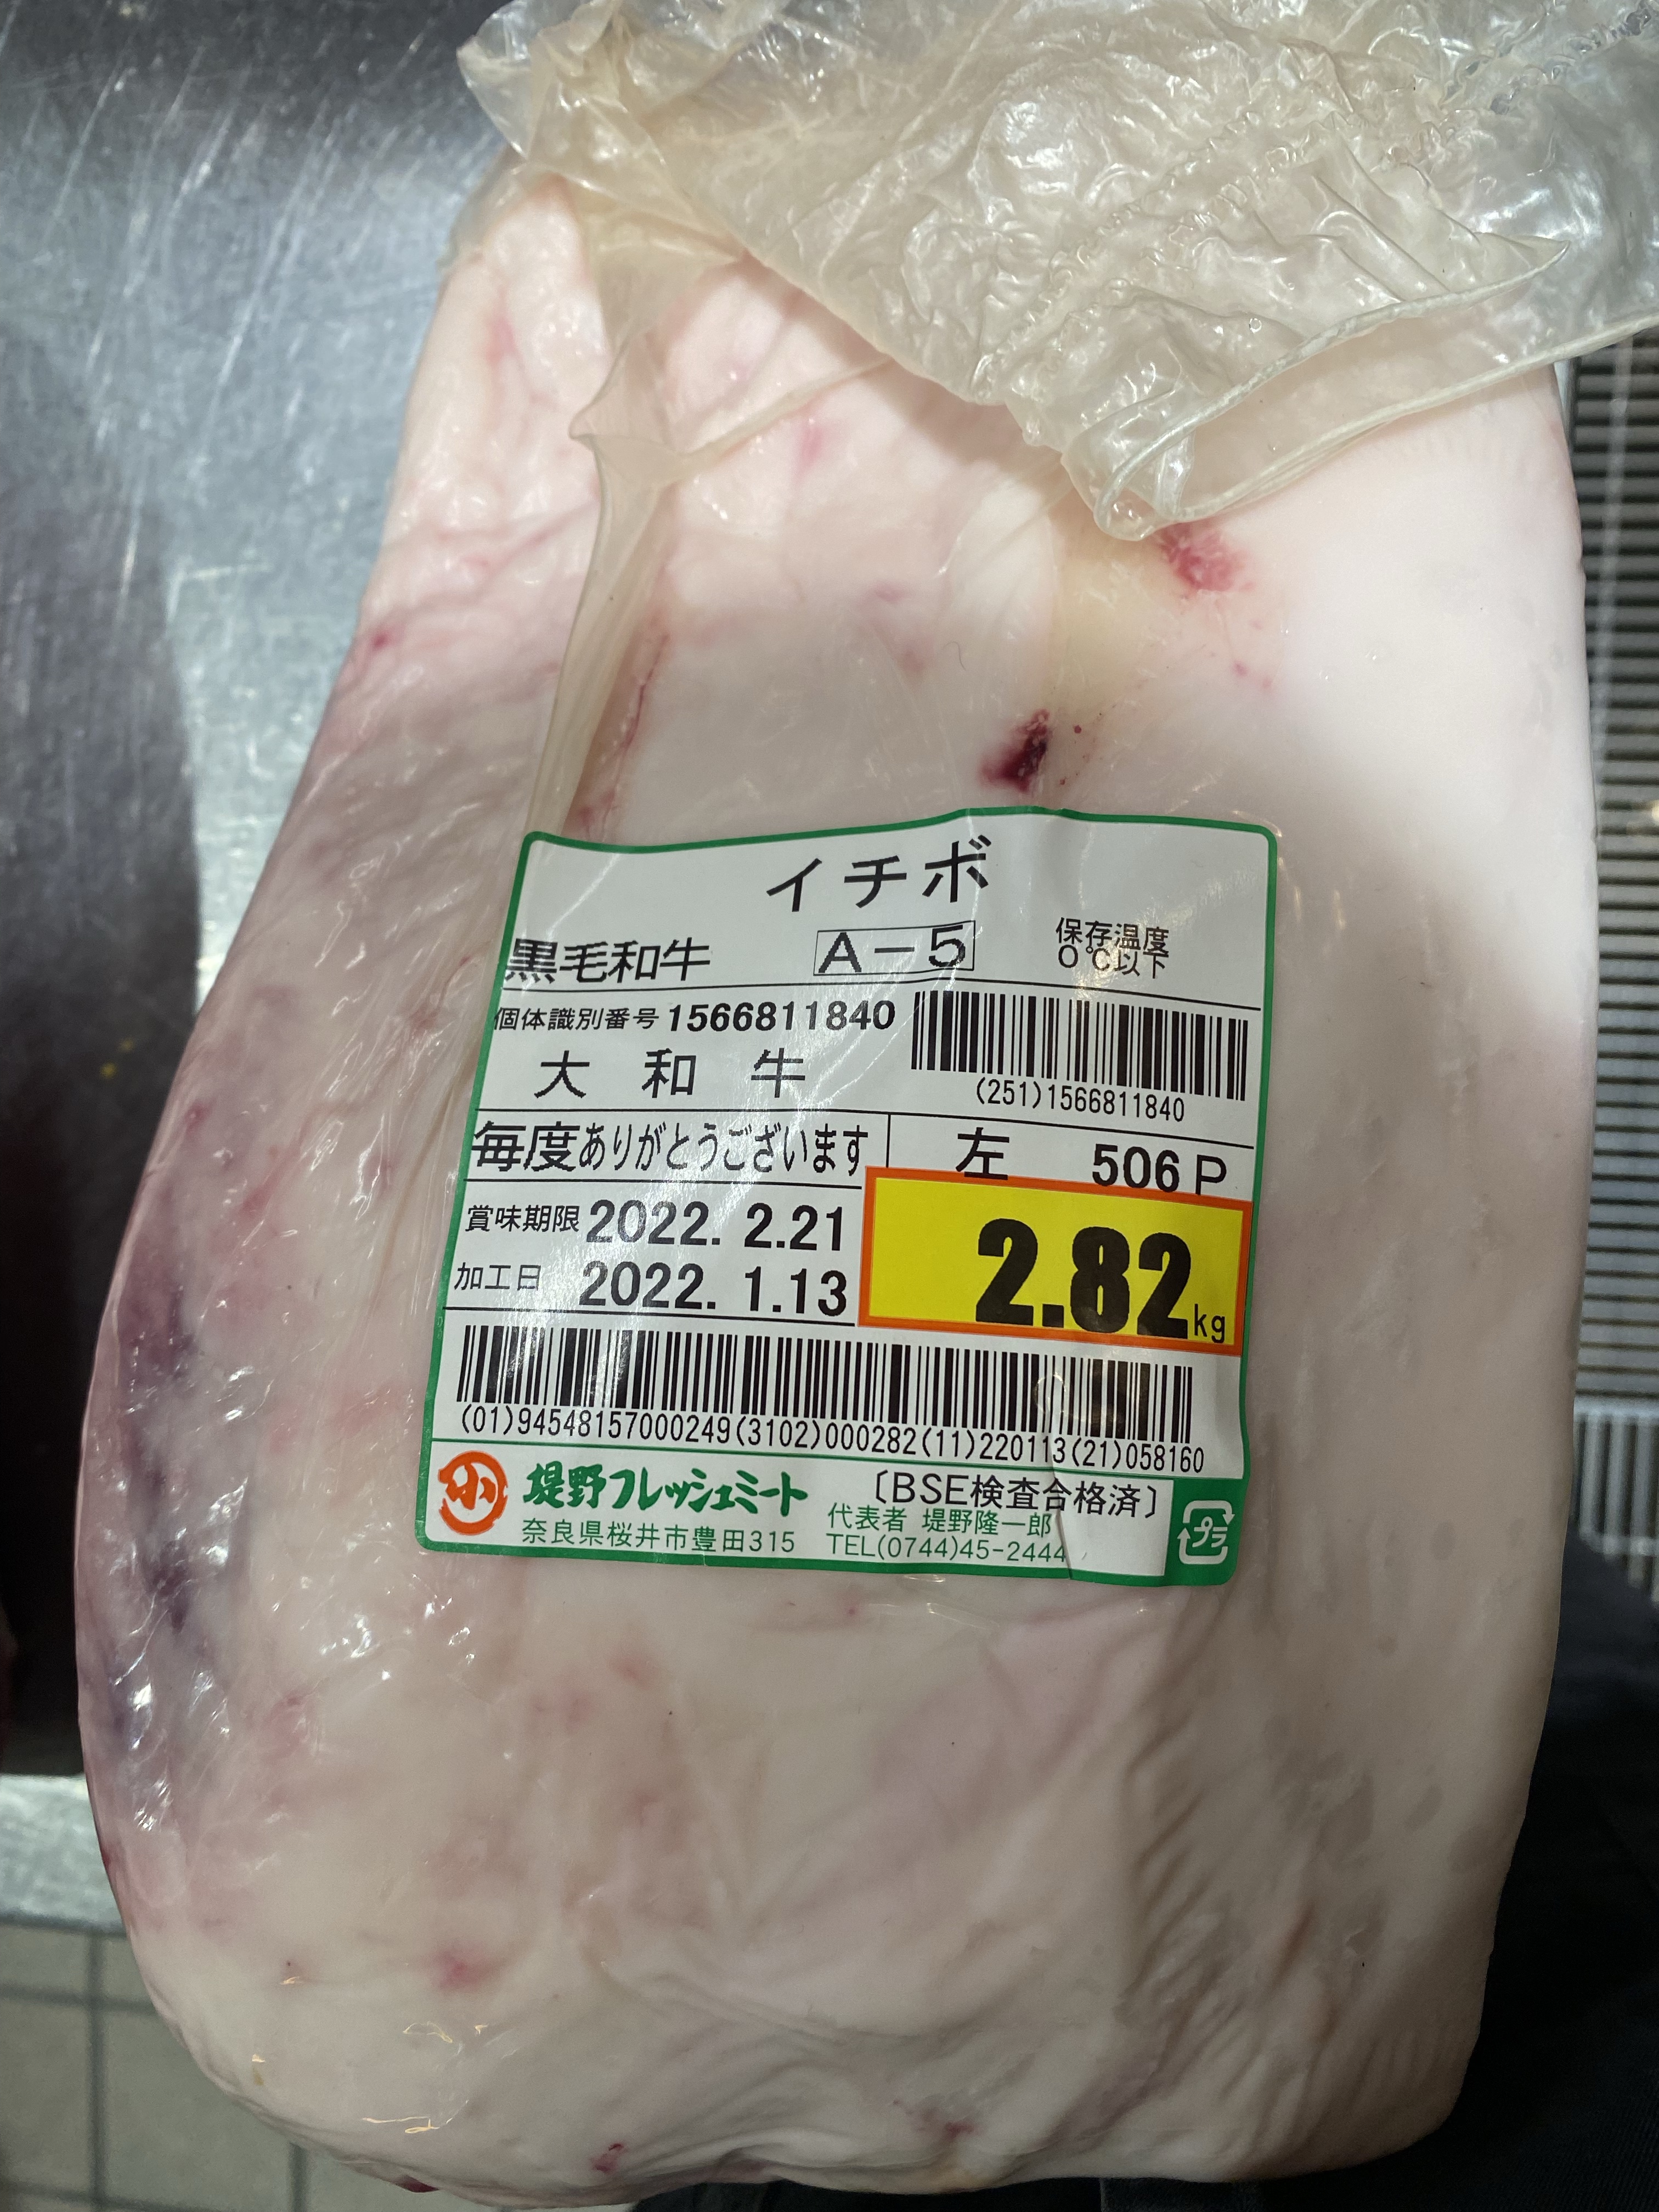 イチボ
黒毛和牛 A-5 保存温度
0℃以下
個体識別番号 1566811840
大和牛
(251)1566811840
毎度ありがとうございます 左 506 P
賞味期限 2022. 2.21
加工日 2022. 1.13
2.82kg
(01)94548157000249(3102)000282(11)220113(21)058160
小 堤野フレッシュミート 〔BSE検査合格済〕
奈良県桜井市豊田315
代表者 堤野隆一郎
TEL(0744)45-2444
プラ